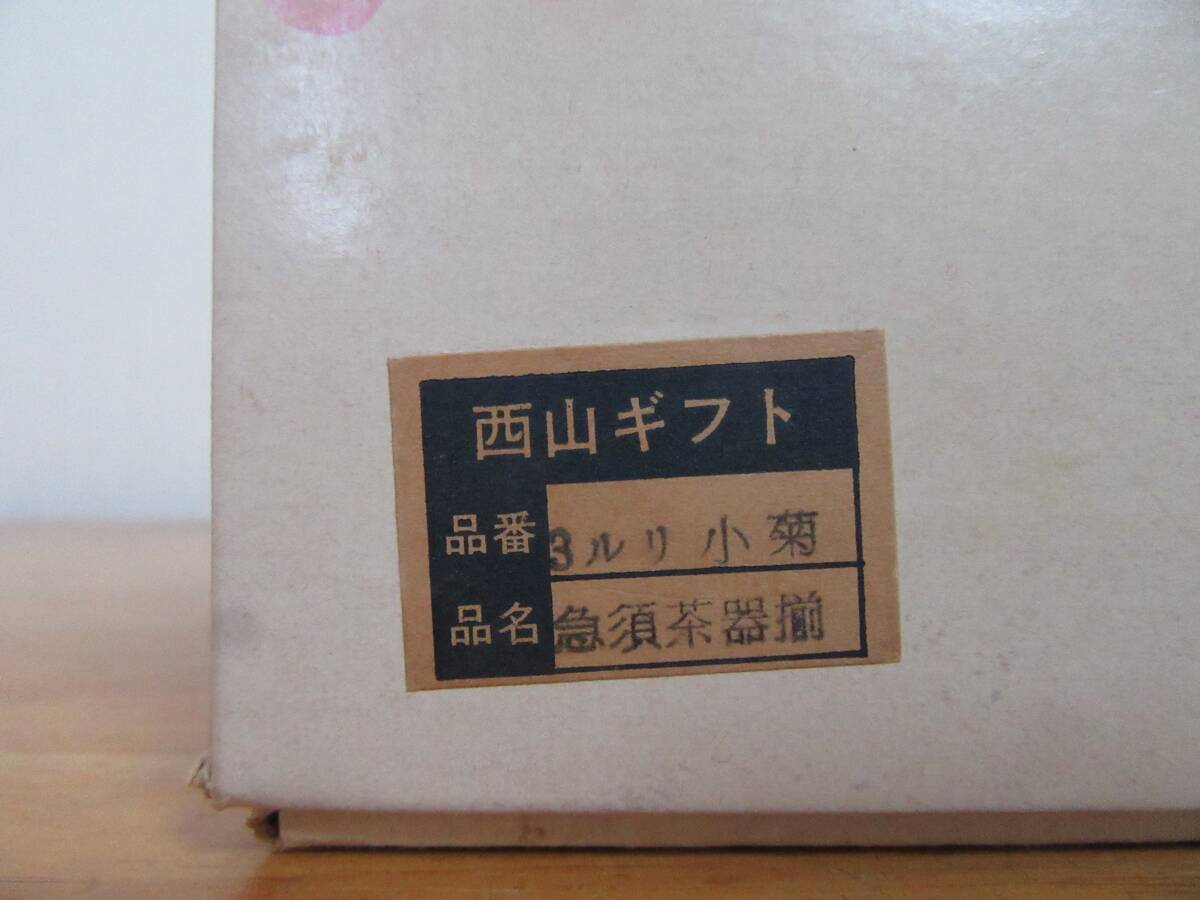 西山ギフト
品番 3ルリ小菊
品名 急須茶器揃